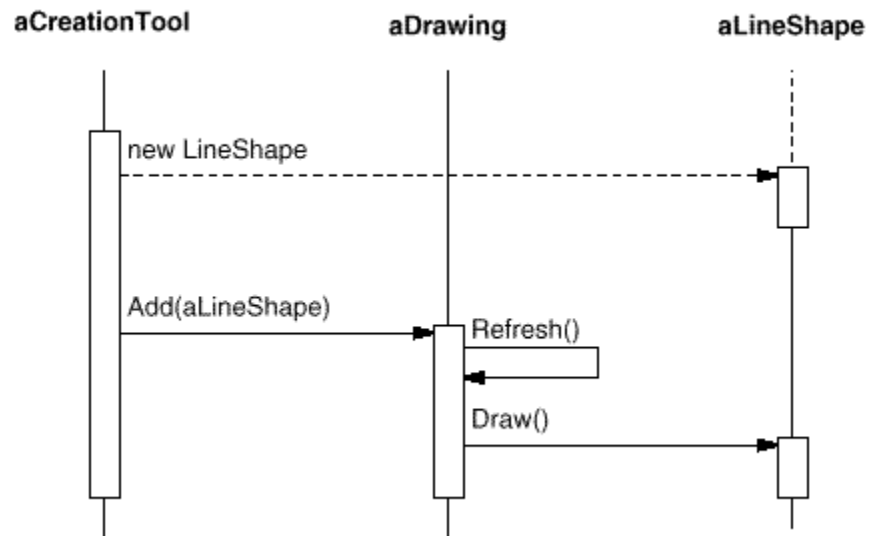 aCreationTool
aDrawing
aLineShape
new LineShape
Add(aLineShape)
Refresh()
Draw()